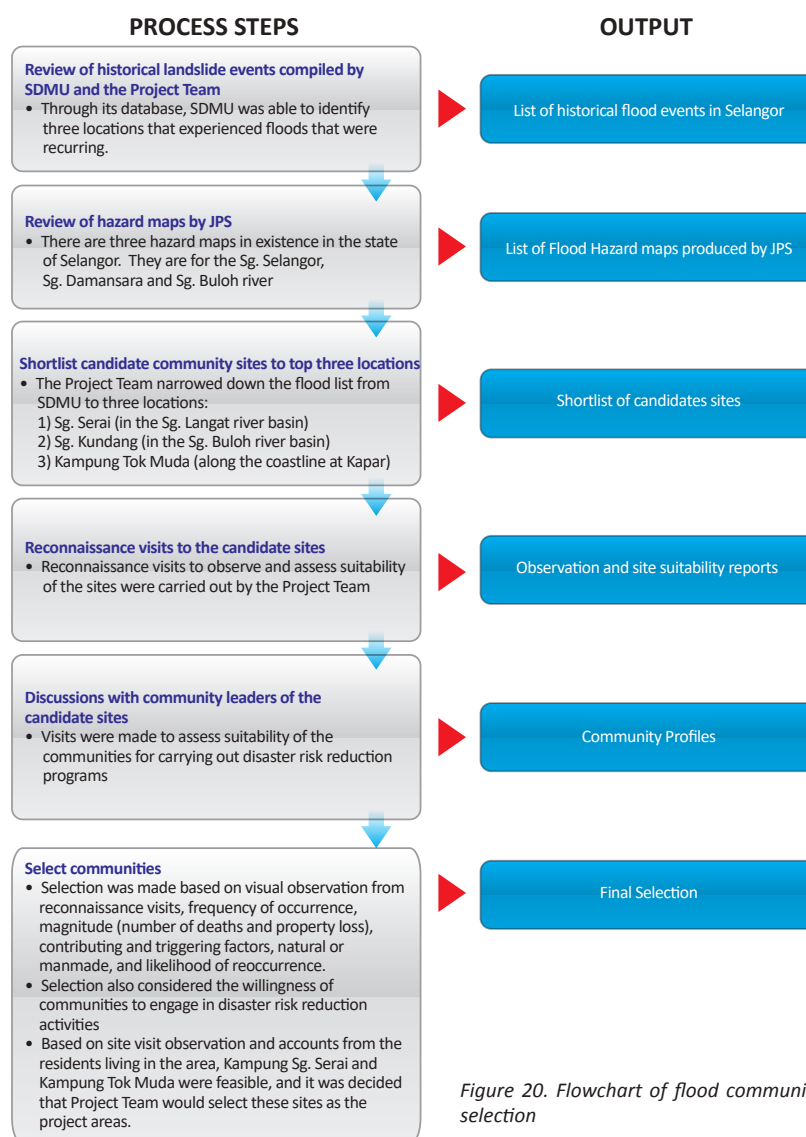 PROCESS STEPS
OUTPUT
Review of historical landslide events compiled by
SDMU and the Project Team
• Through its database, SDMU was able to identify
three locations that experienced floods that were
recurring.
List of historical flood events in Selangor
Review of hazard maps by JPS
• There are three hazard maps in existence in the state
of Selangor. They are for the Sg. Selangor,
Sg. Damansara and Sg. Buloh river
List of Flood Hazard maps produced by JPS
Shortlist candidate community sites to top three locations
• The Project Team narrowed down the flood list from
SDMU to three locations:
1) Sg. Serai (in the Sg. Langat river basin)
2) Sg. Kundang (in the Sg. Buloh river basin)
3) Kampung Tok Muda (along the coastline at Kapar)
Shortlist of candidates sites
Reconnaissance visits to the candidate sites
• Reconnaissance visits to observe and assess suitability
of the sites were carried out by the Project Team
Observation and site suitability reports
Discussions with community leaders of the
candidate sites
• Visits were made to assess suitability of the
communities for carrying out disaster risk reduction
programs
Community Profiles
Select communities
• Selection was made based on visual observation from
reconnaissance visits, frequency of occurrence,
magnitude (number of deaths and property loss),
contributing and triggering factors, natural or
manmade, and likelihood of reoccurrence.
• Selection also considered the willingness of
communities to engage in disaster risk reduction
activities
• Based on site visit observation and accounts from the
residents living in the area, Kampung Sg. Serai and
Kampung Tok Muda were feasible, and it was decided
that Project Team would select these sites as the
project areas.
Final Selection
Figure 20. Flowchart of flood communi
selection